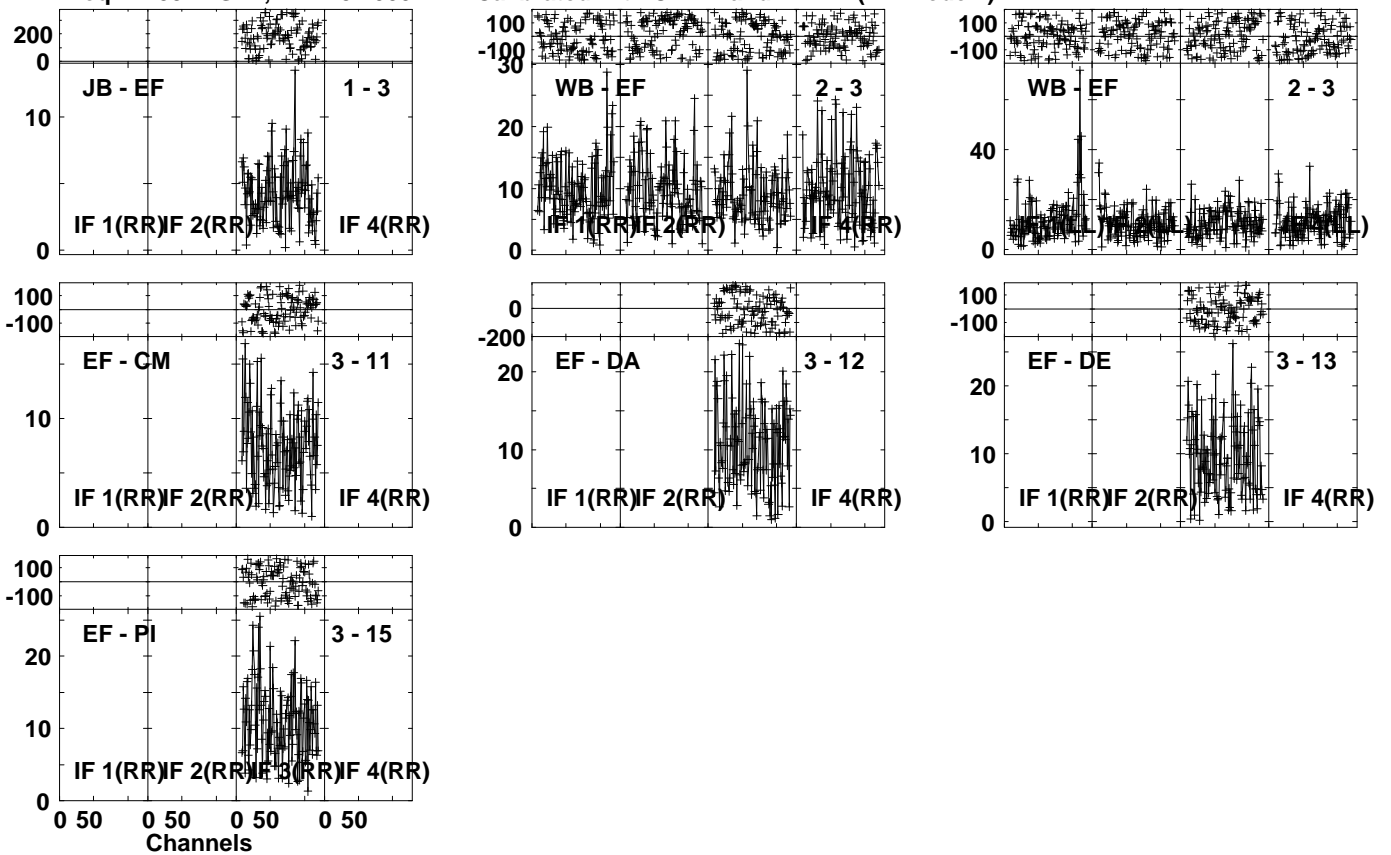 200
0
JB - EF
1 - 3
10
0
IF 1(RR)
IF 2(RR)
IF 4(RR)
100
-100
30
WB - EF
2 - 3
20
10
0
IF 1(RR)
IF 2(RR)
IF 4(RR)
100
-100
WB - EF
2 - 3
40
0
IF 2(LL)
IF 4(LL)
100
-100
EF - CM
3 - 11
10
0
IF 1(RR)
IF 2(RR)
IF 4(RR)
0
-200
EF - DA
3 - 12
20
10
0
IF 1(RR)
IF 2(RR)
IF 4(RR)
100
-100
EF - DE
3 - 13
20
10
0
IF 1(RR)
IF 2(RR)
IF 4(RR)
100
-100
EF - PI
3 - 15
20
10
0
IF 1(RR)
IF 2(RR)
IF 3(RR)
IF 4(RR)
0 50 0 50 0 50 0 50
Channels